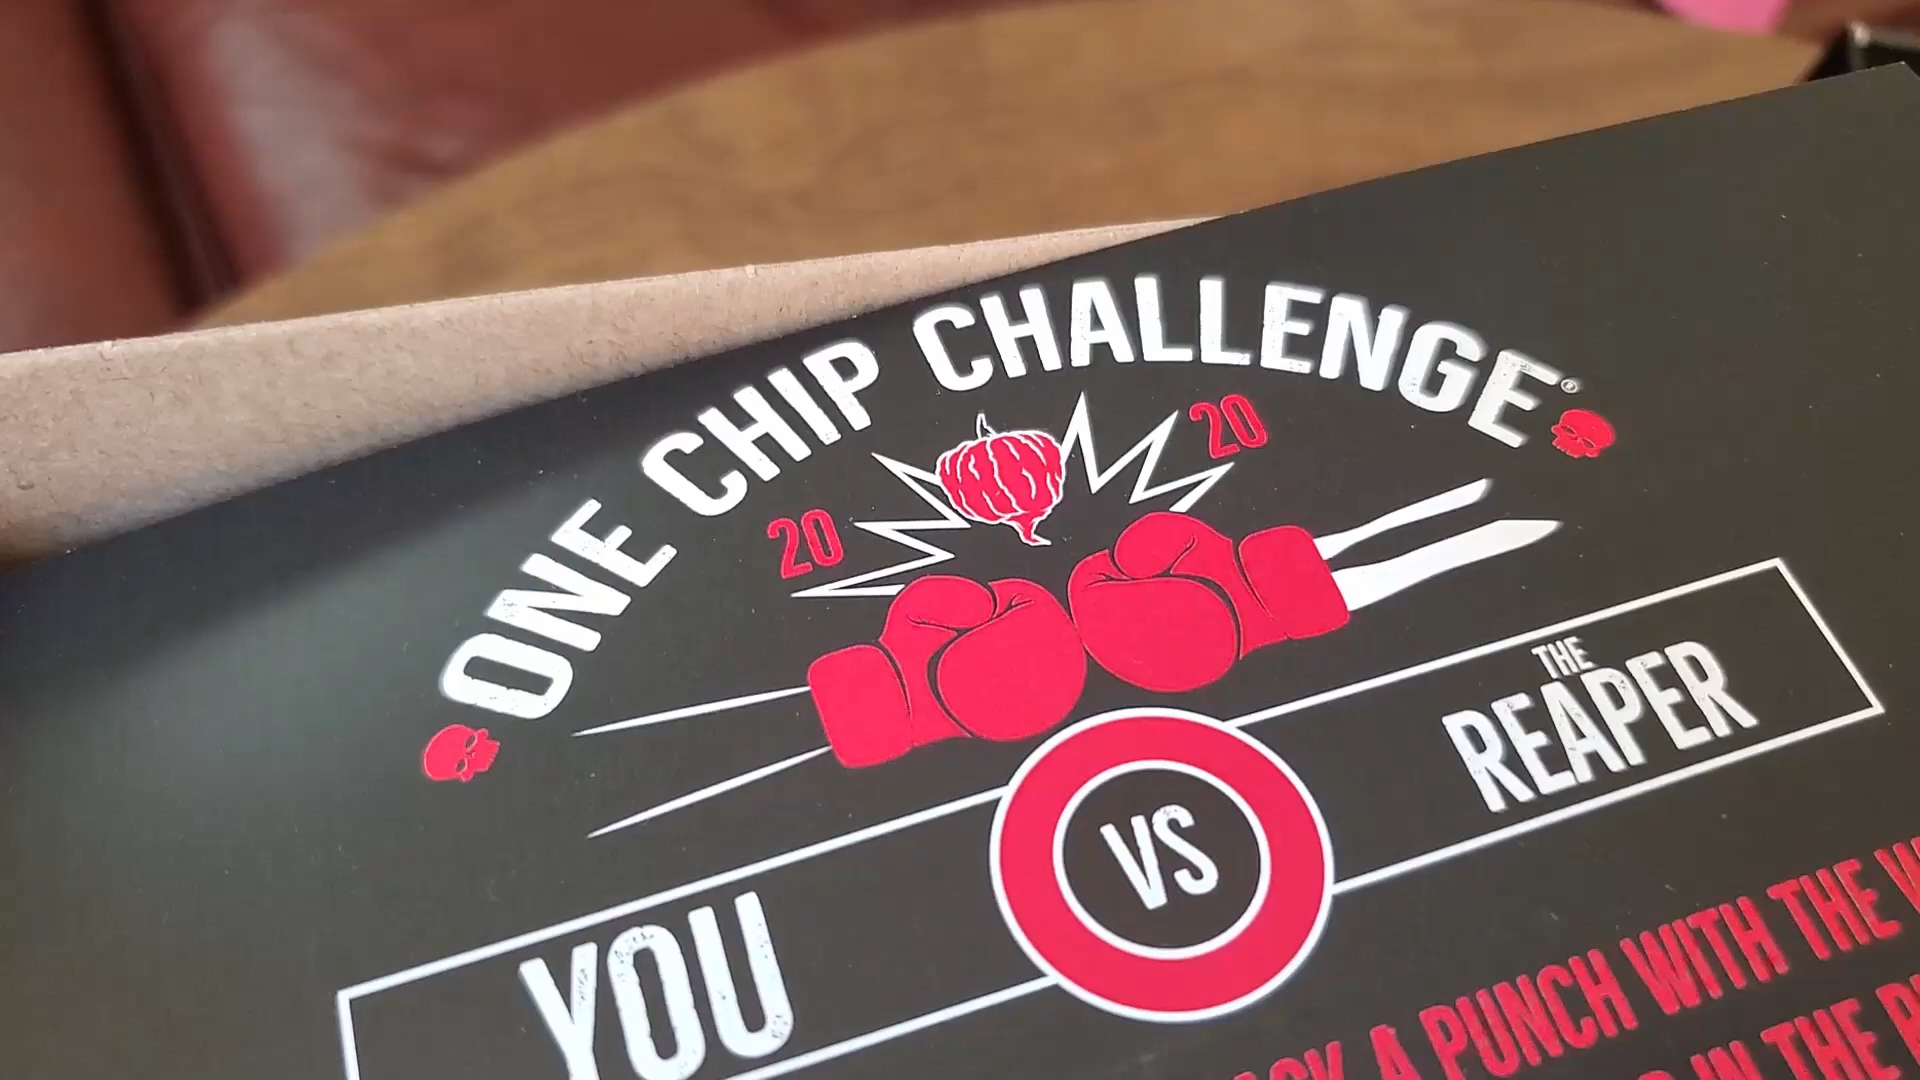 ONE CHIP CHALLENGE®
20 20
YOU VS THE REAPER
A PUNCH WITH THE
IN THE